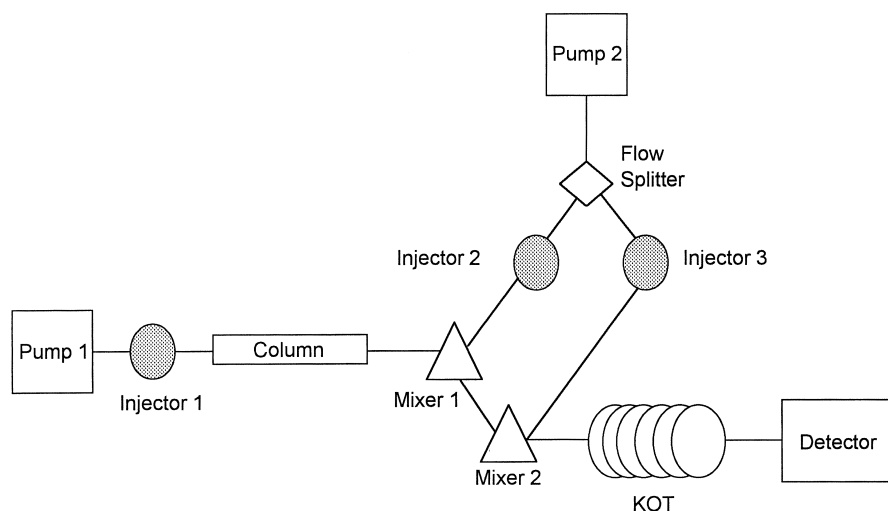 Pump 2
Flow
Splitter
Injector 2
Injector 3
Pump 1
Column
Injector 1
Mixer 1
Mixer 2
Detector
KOT